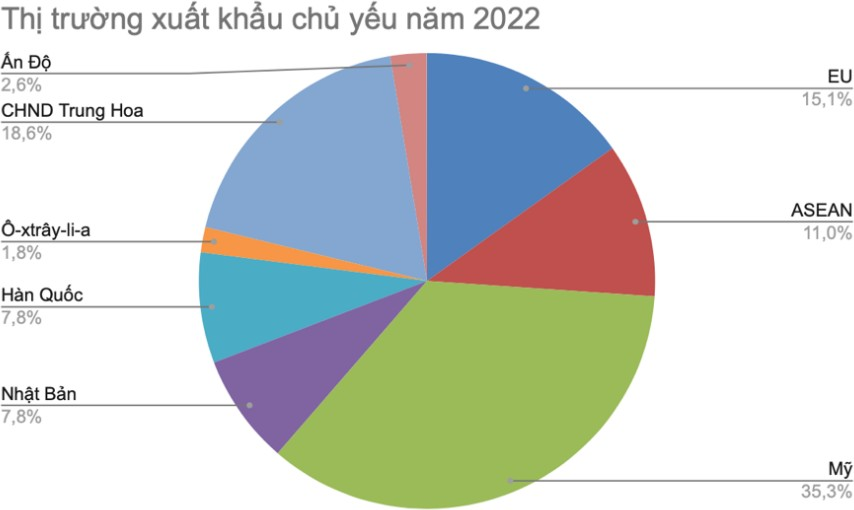 Thị trường xuất khẩu chủ yếu năm 2022
Ấn Độ
2,6%
CHND Trung Hoa
18,6%
Ô-xtrây-li-a
1,8%
Hàn Quốc
7,8%
Nhật Bản
7,8%
EU
15,1%
ASEAN
11,0%
Mỹ
35,3%